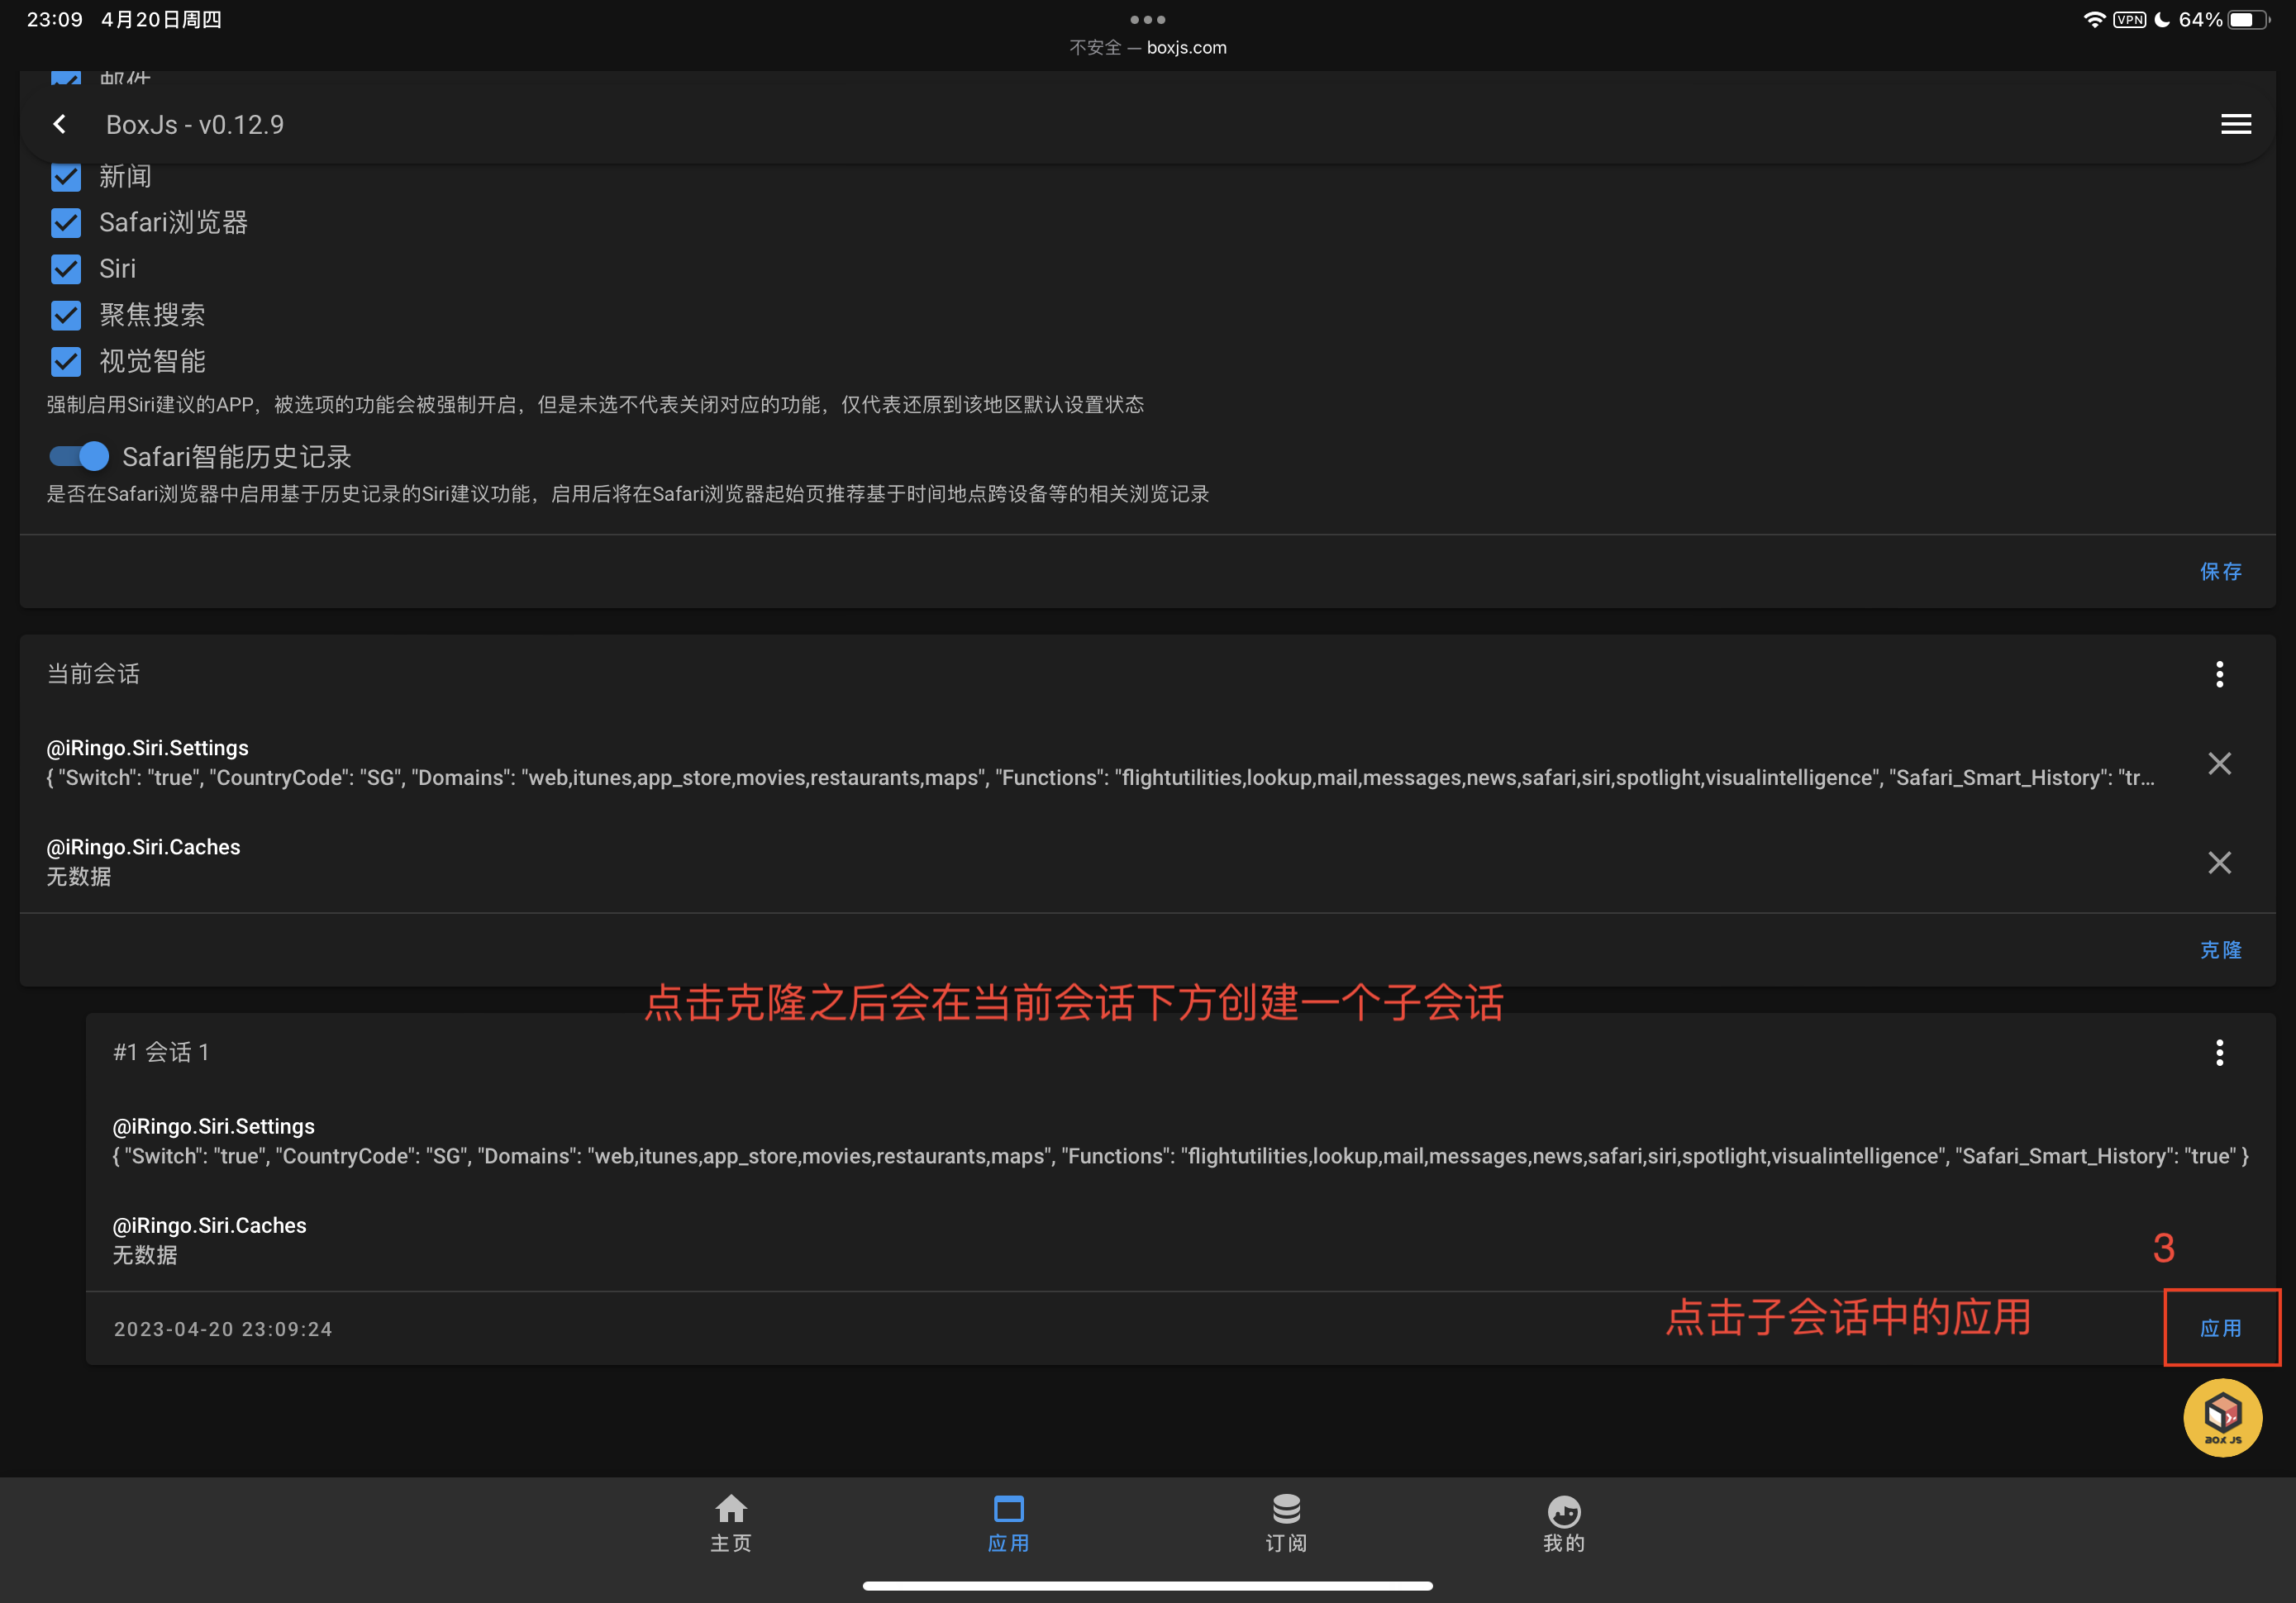 23:09 4月20日周四
VPN 64%
不安全 — boxjs.com
BoxJs - v0.12.9
新闻
Safari浏览器
Siri
聚焦搜索
视觉智能
强制启用Siri建议的APP，被选项的功能会被强制开启，但是未选不代表关闭对应的功能，仅代表还原到该地区默认设置状态
Safari智能历史记录
是否在Safari浏览器中启用基于历史记录的Siri建议功能，启用后将在Safari浏览器起始页推荐基于时间地点跨设备等的相关浏览记录
保存
当前会话
@iRingo.Siri.Settings
{ "Switch": "true", "CountryCode": "SG", "Domains": "web,itunes,app_store,movies,restaurants,maps", "Functions": "flightutilities,lookup,mail,messages,news,safari,siri,spotlight,visualintelligence", "Safari_Smart_History": "tr...
@iRingo.Siri.Caches
无数据
克隆
点击克隆之后会在当前会话下方创建一个子会话
#1 会话 1
@iRingo.Siri.Settings
{ "Switch": "true", "CountryCode": "SG", "Domains": "web,itunes,app_store,movies,restaurants,maps", "Functions": "flightutilities,lookup,mail,messages,news,safari,siri,spotlight,visualintelligence", "Safari_Smart_History": "true" }
@iRingo.Siri.Caches
无数据
3
点击子会话中的应用
2023-04-20 23:09:24
应用
BOX JS
主页
应用
订阅
我的